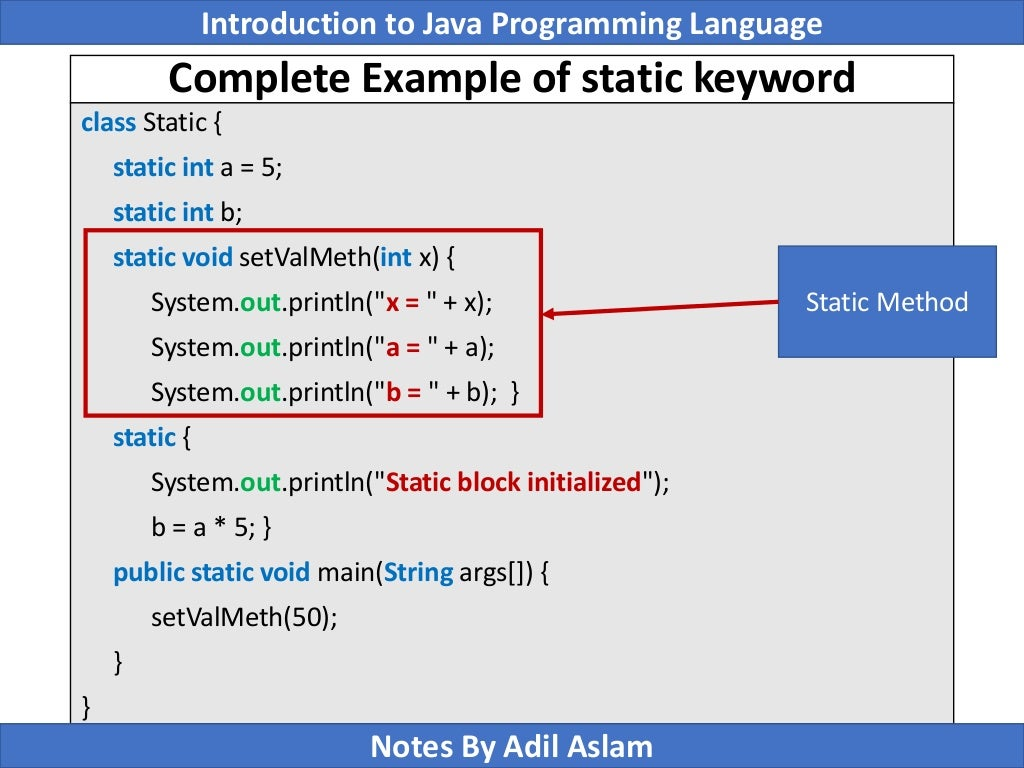 Introduction to Java Programming Language
Complete Example of static keyword
class Static {
static int a = 5;
static int b;
static void setValMeth(int x) {
System.out.println("x = " + x);
Static Method
System.out.println("a = " + a);
System.out.println("b = " + b);  }
static {
System.out.println("Static block initialized");
b = a * 5; }
public static void main(String args[]) {
setValMeth(50);
}
}
Notes By Adil Aslam